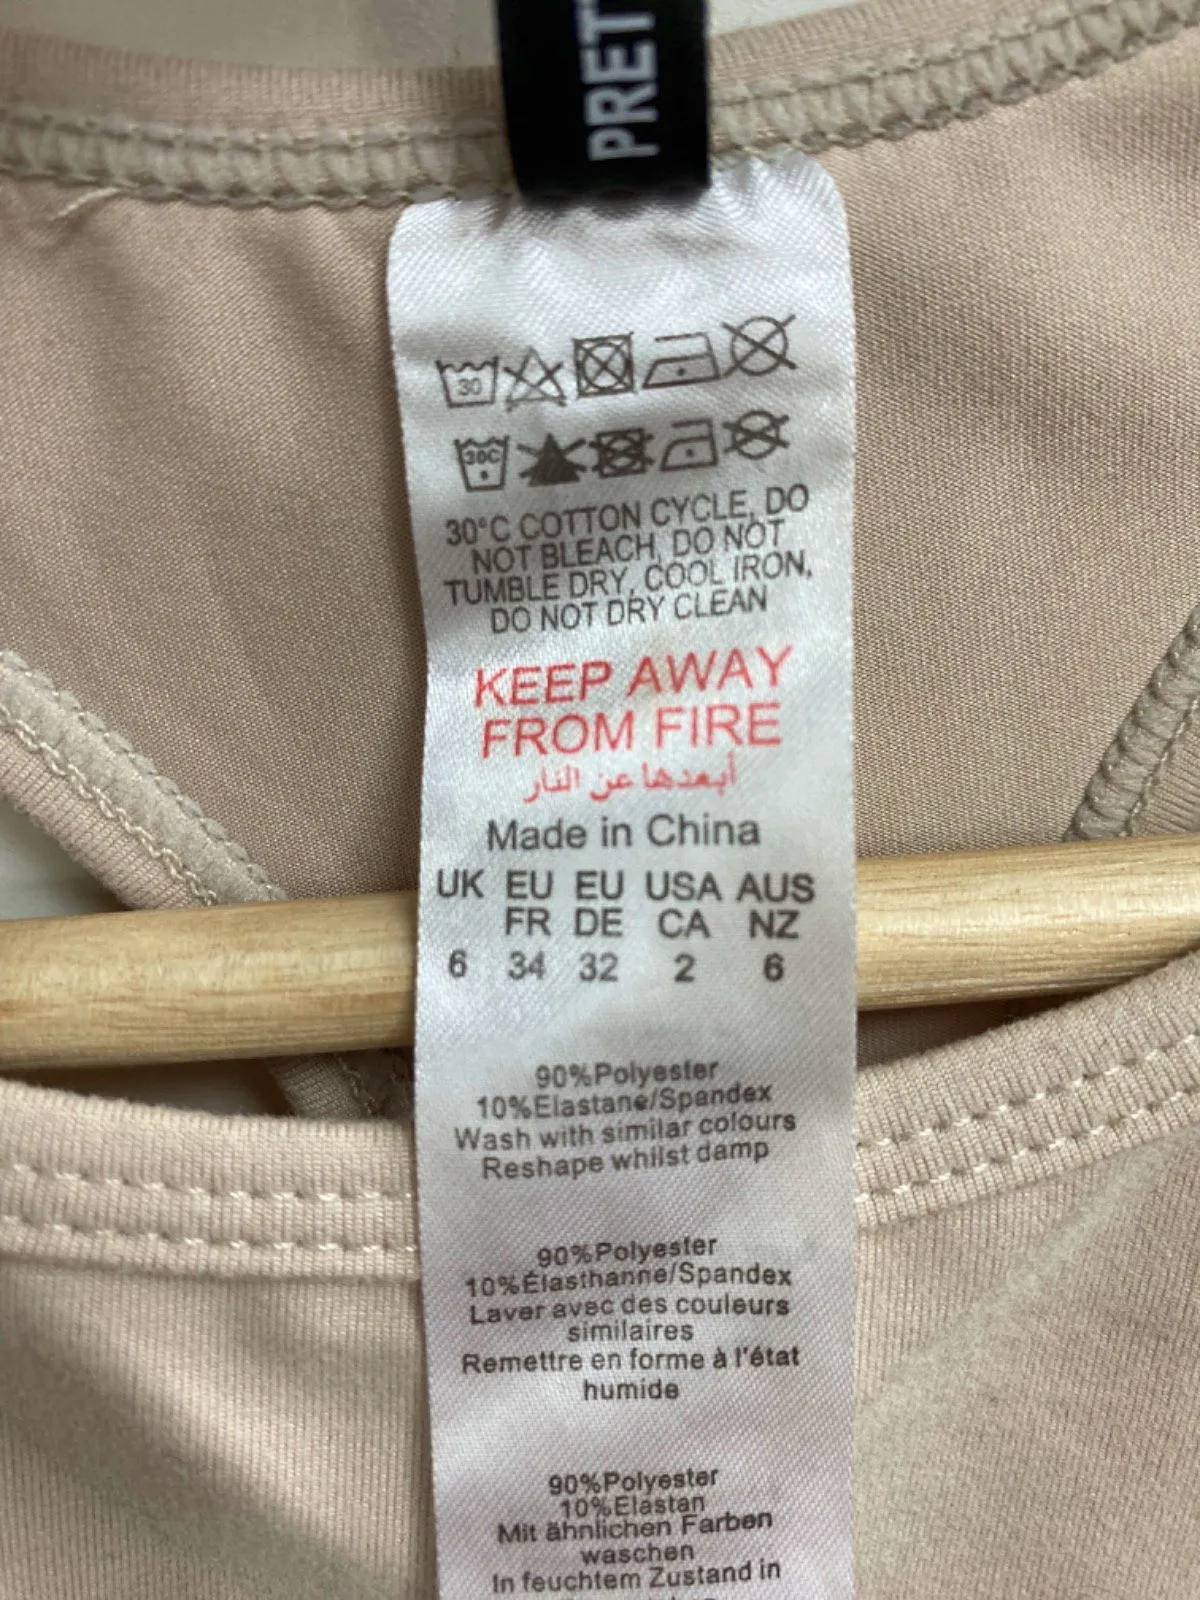 PRET
30
30C
30°C COTTON CYCLE, DO
NOT BLEACH, DO NOT
TUMBLE DRY, COOL IRON,
DO NOT DRY CLEAN
KEEP AWAY
FROM FIRE
أبعدها عن النار
Made in China
UK EU EU USA AUS
FR DE CA NZ
6 34 32 2 6
90%Polyester
10%Elastane/Spandex
Wash with similar colours
Reshape whilst damp
90%Polyester
10%Élasthanne/Spandex
Laver avec des couleurs
similaires
Remettre en forme à l'état
humide
90%Polyester
10%Elastan
Mit ähnlichen Farben
waschen
In feuchtem Zustand in